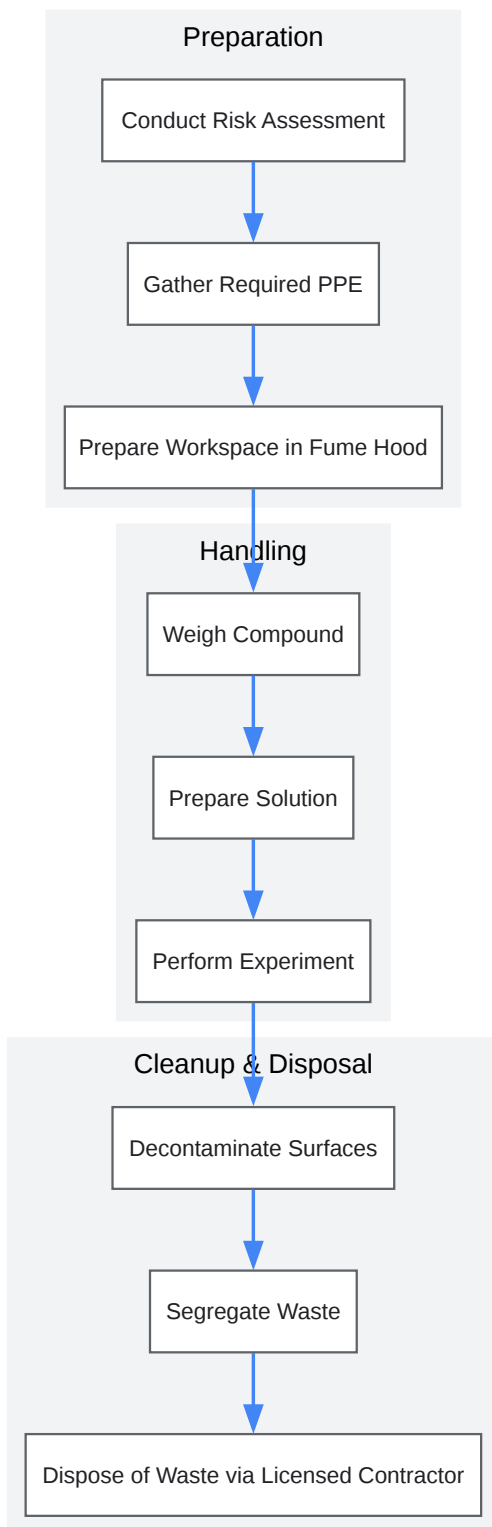 Preparation
Conduct Risk Assessment
Gather Required PPE
Prepare Workspace in Fume Hood
Handling
Weigh Compound
Prepare Solution
Perform Experiment
Cleanup & Disposal
Decontaminate Surfaces
Segregate Waste
Dispose of Waste via Licensed Contractor